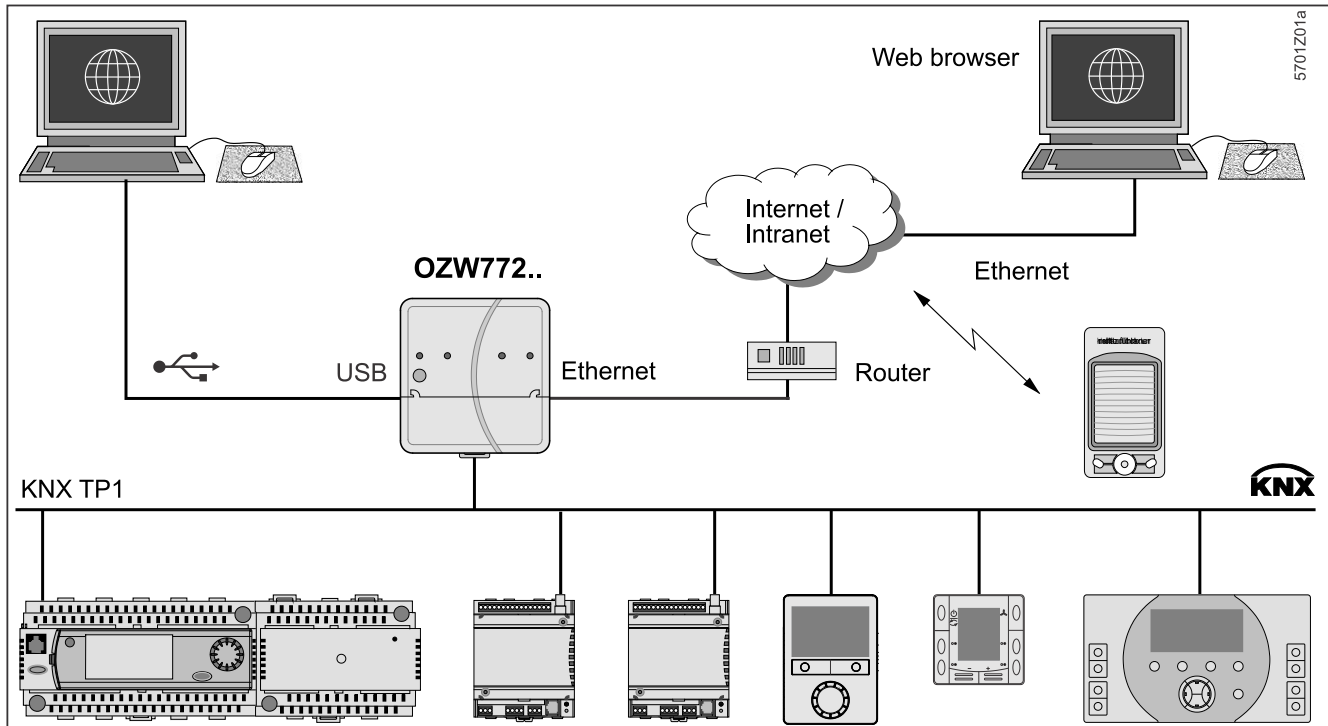 5701Z01a
Web browser
Internet /
Intranet
OZW772..
Ethernet
USB
Ethernet
Router
KNX TP1
KNX